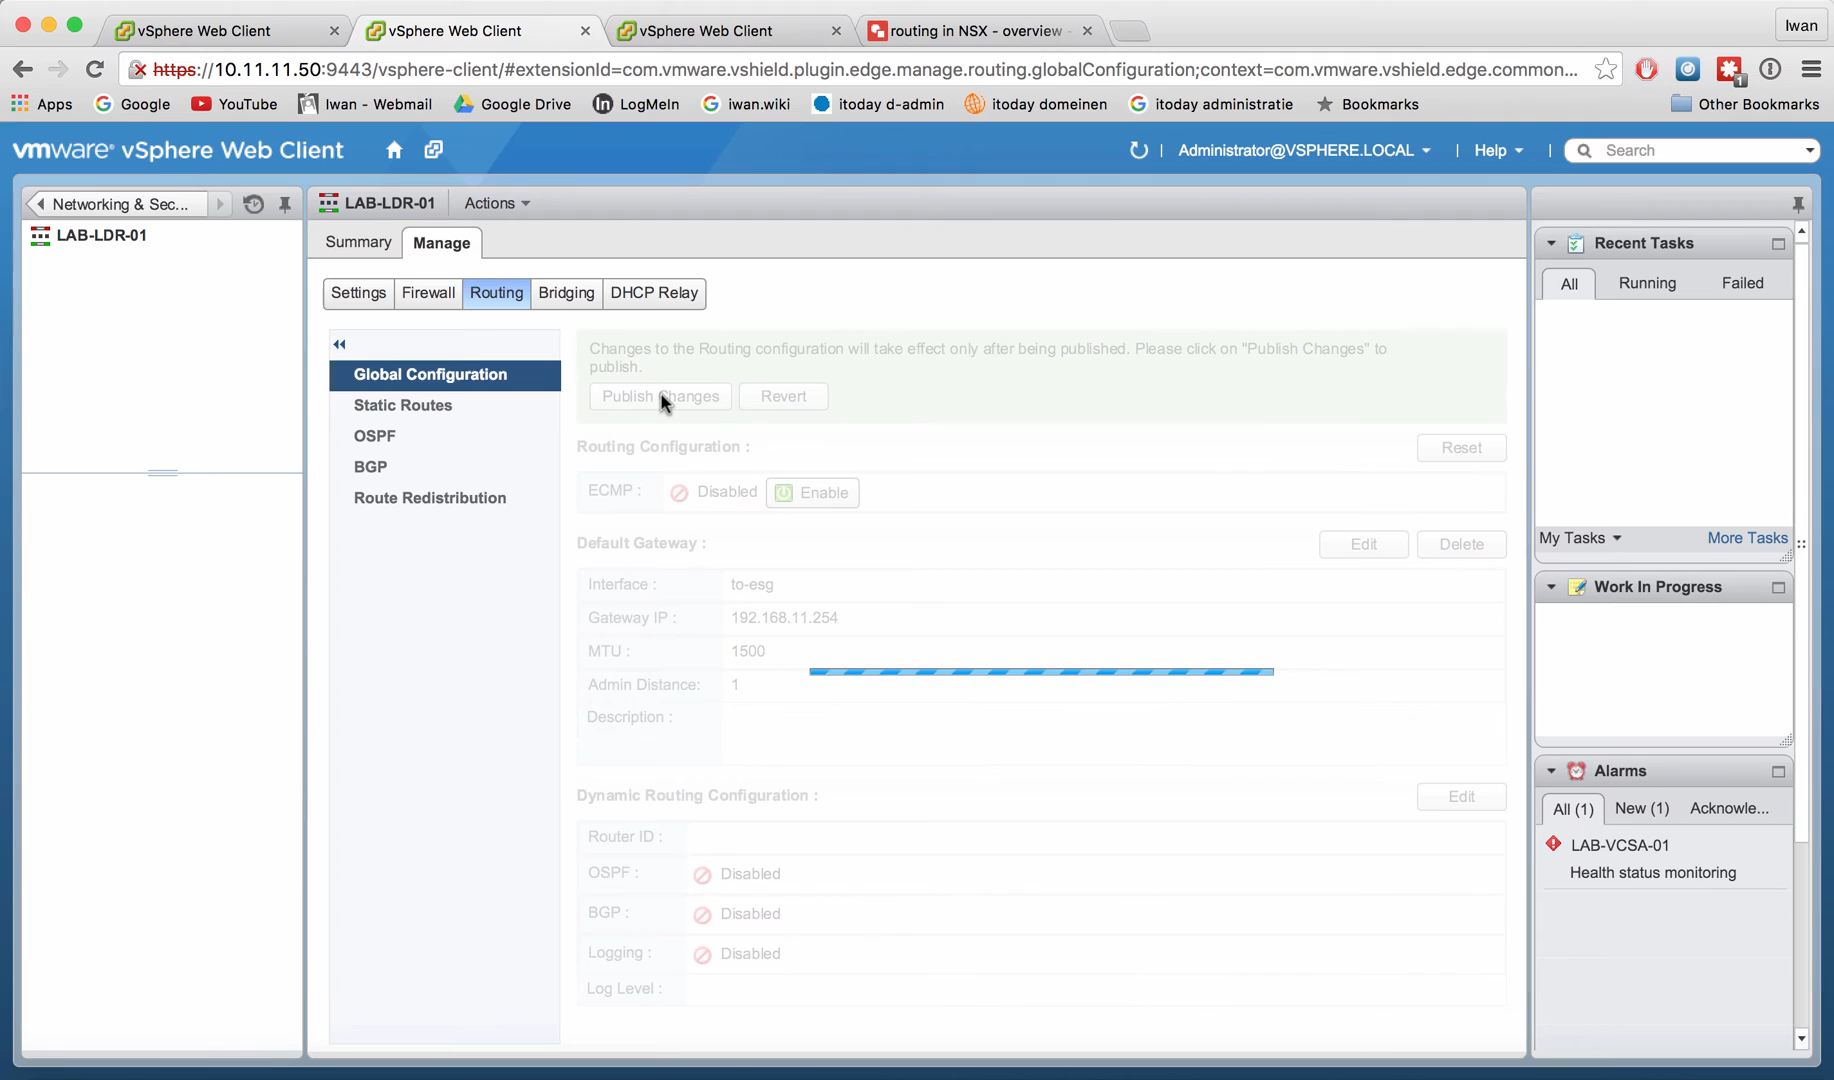 vSphere Web Client
vSphere Web Client
vSphere Web Client
routing in NSX - overview -
Iwan
https://10.11.11.50:9443/vsphere-client/#extensionId=com.vmware.vshield.plugin.edge.manage.routing.globalConfiguration;context=com.vmware.vshield.edge.common...
1
Apps
Google
YouTube
Iwan - Webmail
Google Drive
LogMeIn
iwan.wiki
itoday d-admin
itoday domeinen
itoday administratie
Bookmarks
Other Bookmarks
vmware® vSphere Web Client
Administrator@VSPHERE.LOCAL
Help
Search
Networking & Sec...
LAB-LDR-01
LAB-LDR-01
Actions
Summary
Manage
Settings
Firewall
Routing
Bridging
DHCP Relay
Global Configuration
Static Routes
OSPF
BGP
Route Redistribution
Changes to the Routing configuration will take effect only after being published. Please click on "Publish Changes" to
publish.
Publish Changes
Revert
Routing Configuration :
Reset
ECMP :
Disabled
Enable
Default Gateway :
Edit
Delete
Interface :
to-esg
Gateway IP :
192.168.11.254
MTU :
1500
Admin Distance:
1
Description :
Dynamic Routing Configuration :
Edit
Router ID :
OSPF :
Disabled
BGP :
Disabled
Logging :
Disabled
Log Level :
Recent Tasks
All
Running
Failed
My Tasks
More Tasks
Work In Progress
Alarms
All (1)
New (1)
Acknowle...
LAB-VCSA-01
Health status monitoring